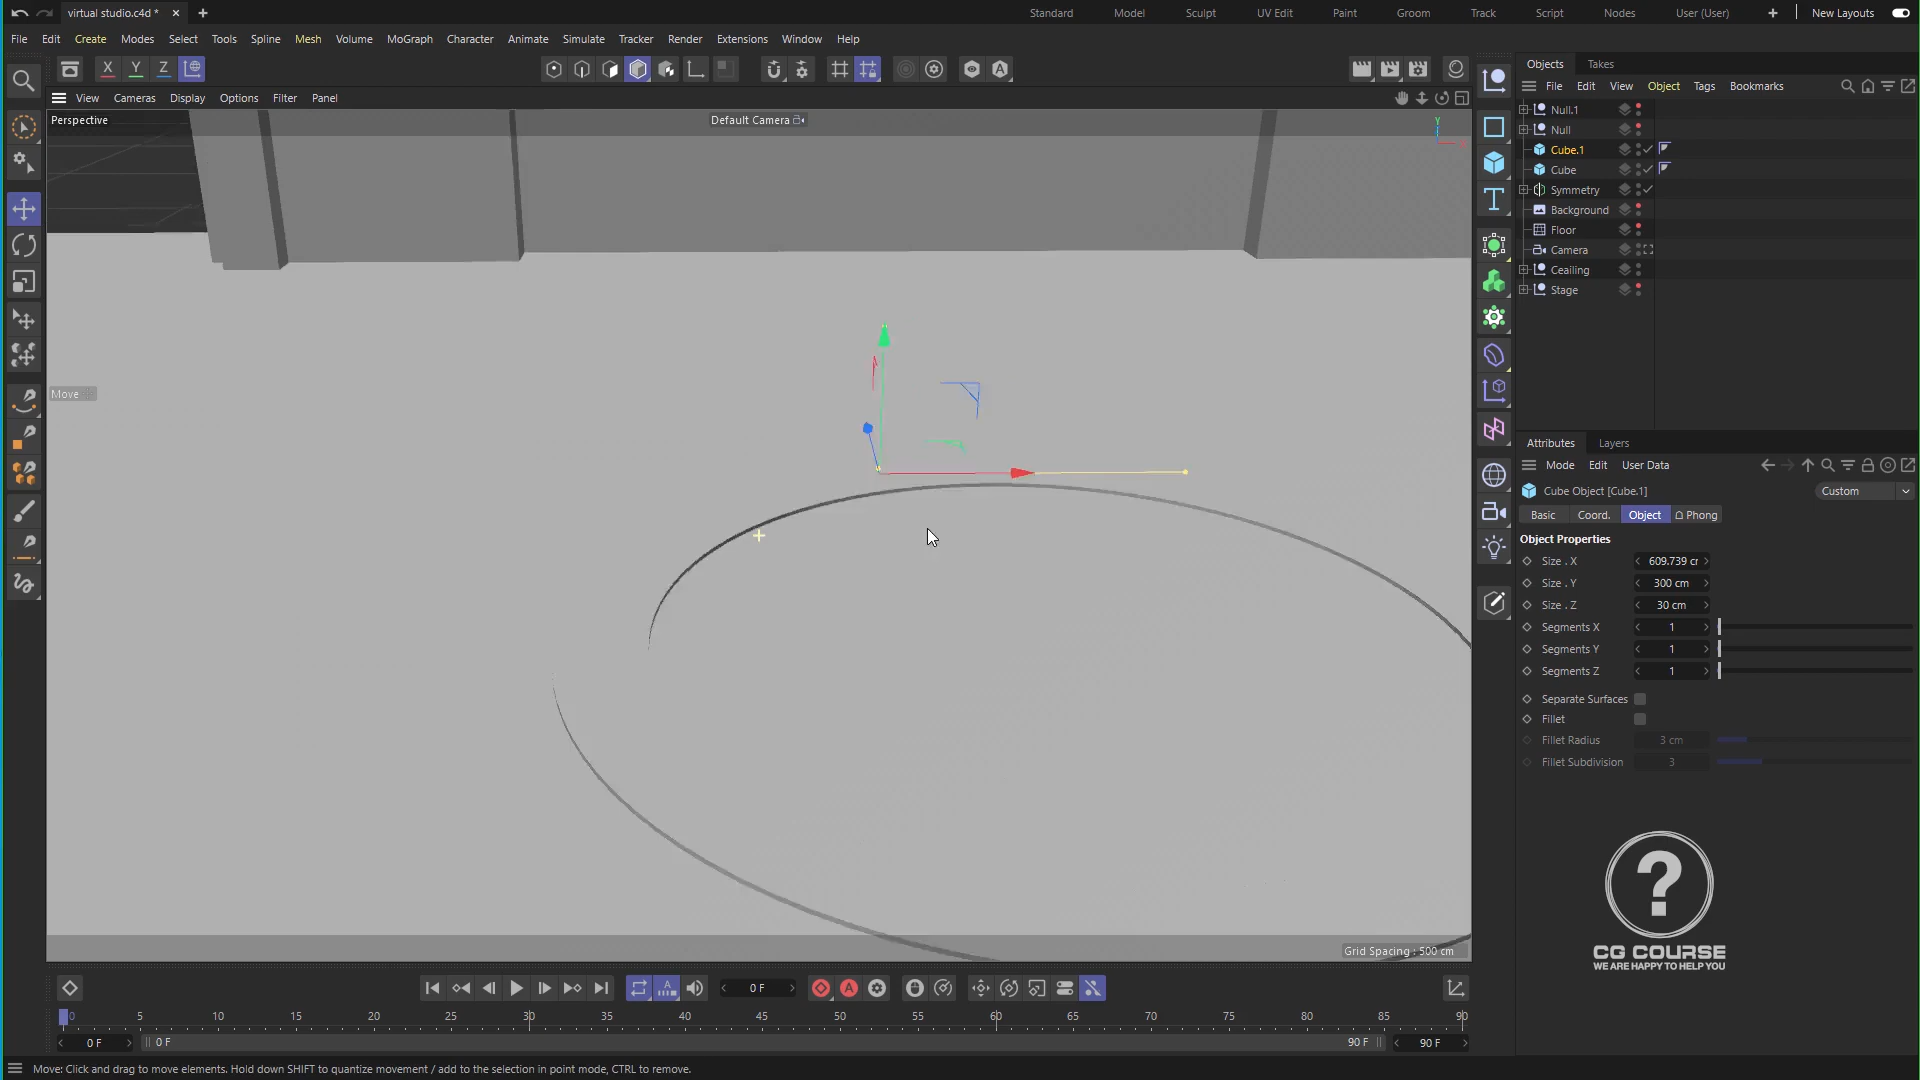 virtual studio.c4d *
Standard
Model
Sculpt
UV Edit
Paint
Groom
Track
Script
Nodes
User (User)
New Layouts
File Edit Create Modes Select Tools Spline Mesh Volume MoGraph Character Animate Simulate Tracker Render Extensions Window Help
X Y Z
View Cameras Display Options Filter Panel
Perspective
Default Camera
Y
Move
Grid Spacing : 500 cm
Objects Takes
File Edit View Object Tags Bookmarks
Null.1
Null
Cube.1
Cube
Symmetry
Background
Floor
Camera
Ceailing
Stage
Attributes Layers
Mode Edit User Data
Cube Object [Cube.1]
Custom
Basic Coord. Object Phong
Object Properties
Size . X 609.739 cr
Size . Y 300 cm
Size . Z 30 cm
Segments X 1
Segments Y 1
Segments Z 1
Separate Surfaces
Fillet
Fillet Radius 3 cm
Fillet Subdivision 3
?
CG COURSE
WE ARE HAPPY TO HELP YOU
0 F
0 5 10 15 20 25 30 35 40 45 50 55 60 65 70 75 80 85 90
0 F 0 F 90 F 90 F
Move: Click and drag to move elements. Hold down SHIFT to quantize movement / add to the selection in point mode, CTRL to remove.